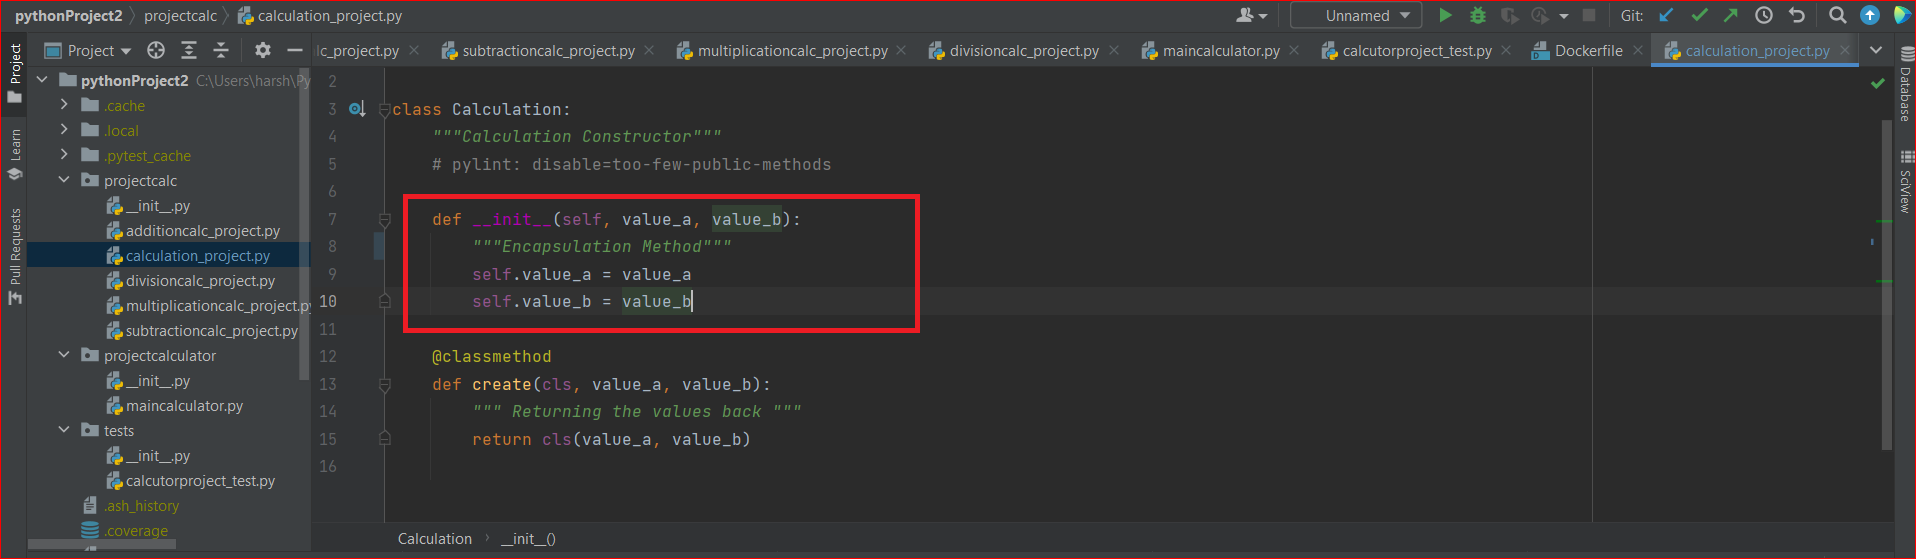 pythonProject2 projectcalc calculation_project.py Unnamed Git:
Project lc_project.py subtractioncalc_project.py multiplicationcalc_project.py divisioncalc_project.py maincalculator.py calcutorproject_test.py Dockerfile calculation_project.py
Project
Learn
Pull Requests
pythonProject2 C:\Users\harsh\Py
.cache
.local
.pytest_cache
projectcalc
__init__.py
additioncalc_project.py
calculation_project.py
divisioncalc_project.py
multiplicationcalc_project.py
subtractioncalc_project.py
projectcalculator
__init__.py
maincalculator.py
tests
__init__.py
calcutorproject_test.py
.ash_history
.coverage
2
3 class Calculation:
4 """Calculation Constructor"""
5 # pylint: disable=too-few-public-methods
6
7 def __init__(self, value_a, value_b):
8 """Encapsulation Method"""
9 self.value_a = value_a
10 self.value_b = value_b
11
12 @classmethod
13 def create(cls, value_a, value_b):
14 """ Returning the values back """
15 return cls(value_a, value_b)
16
Calculation __init__()
Database
SciView